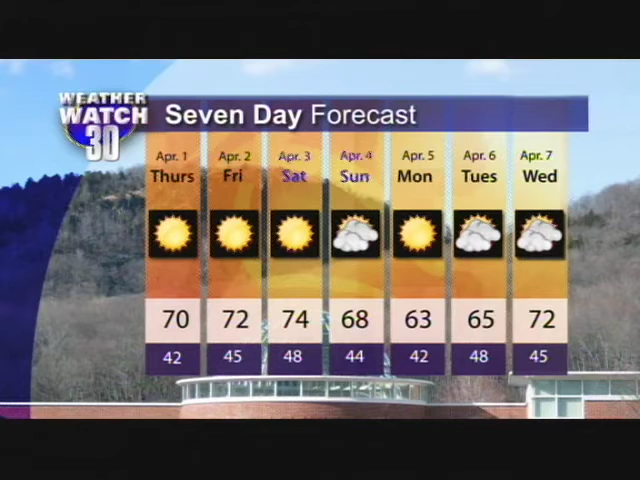 WEATHER
WATCH
30
Seven Day Forecast
Apr. 1 Apr. 2 Apr. 3 Apr. 4 Apr. 5 Apr. 6 Apr. 7
Thurs Fri Sat Sun Mon Tues Wed
70 72 74 68 63 65 72
42 45 48 44 42 48 45